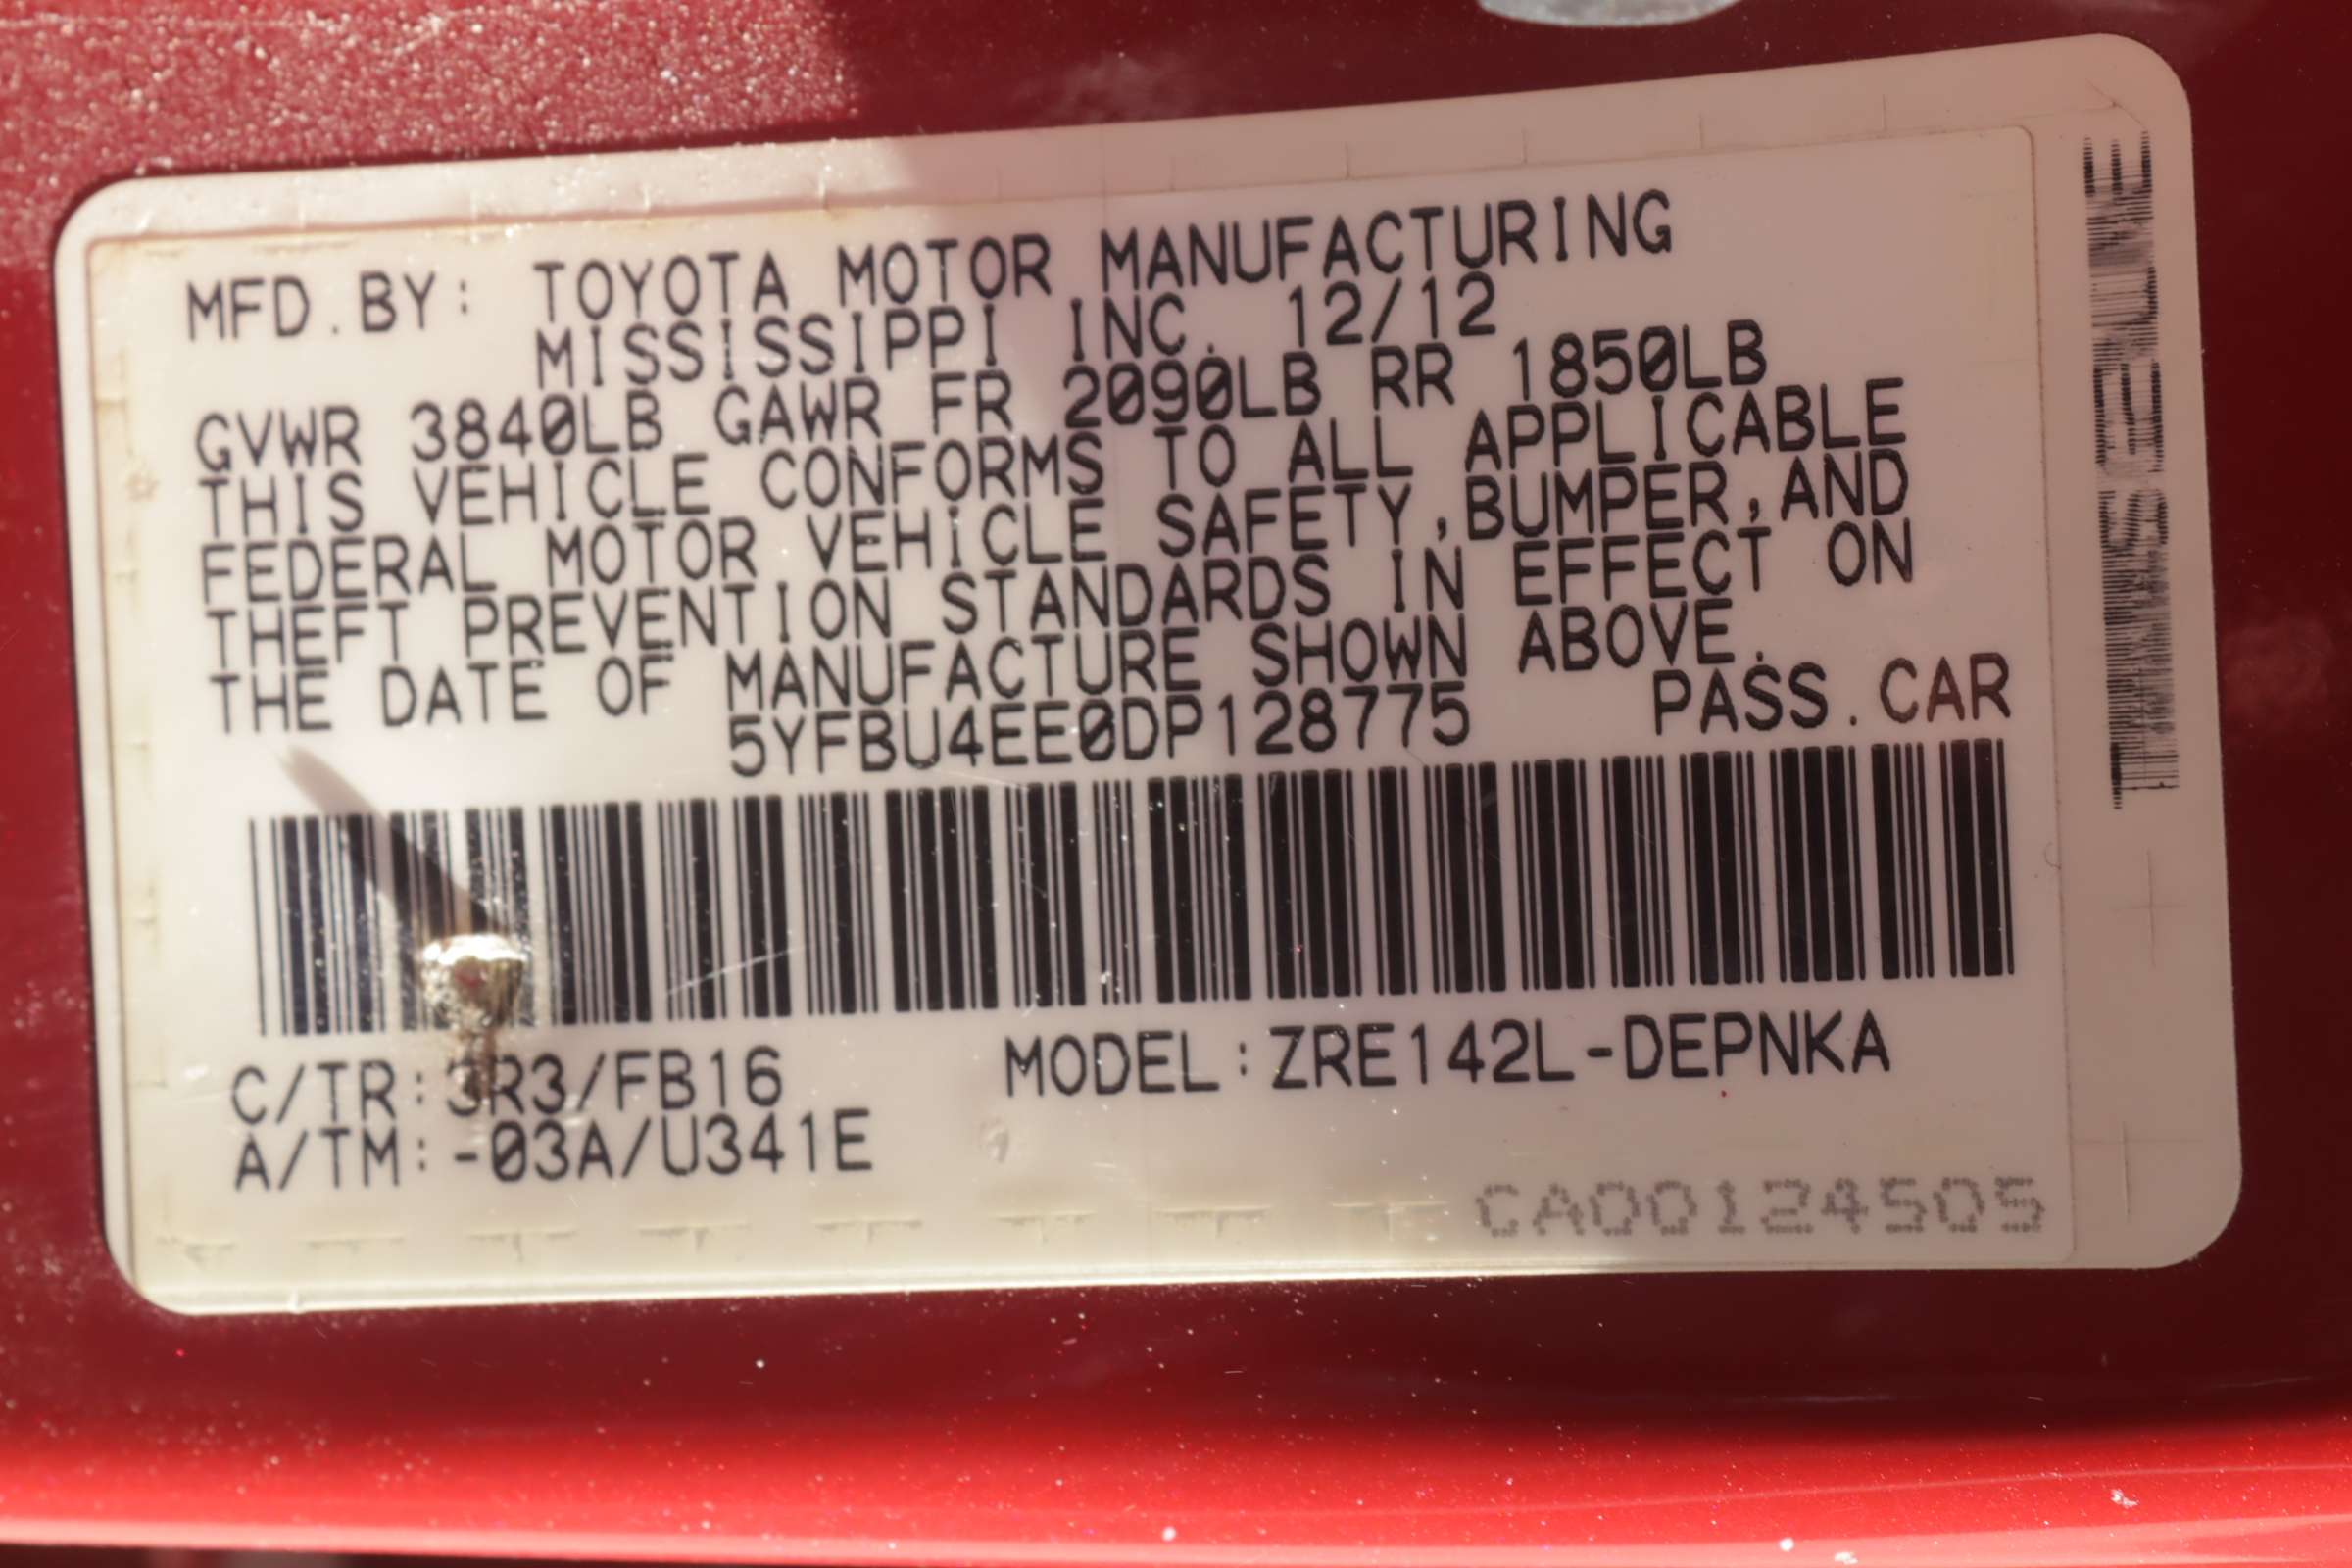 MFD.BY: TOYOTA MOTOR MANUFACTURING
MISSISSIPPI INC. 12/12
GVWR 3840LB GAWR FR 2090LB RR 1850LB
THIS VEHICLE CONFORMS TO ALL APPLICABLE
FEDERAL MOTOR VEHICLE SAFETY,BUMPER,AND
THEFT PREVENTION STANDARDS IN EFFECT ON
THE DATE OF MANUFACTURE SHOWN ABOVE.
5YFBU4EE0DP128775 PASS.CAR
C/TR:3R3/FB16 MODEL:ZRE142L-DEPNKA
A/TM:-03A/U341E
CA00124505